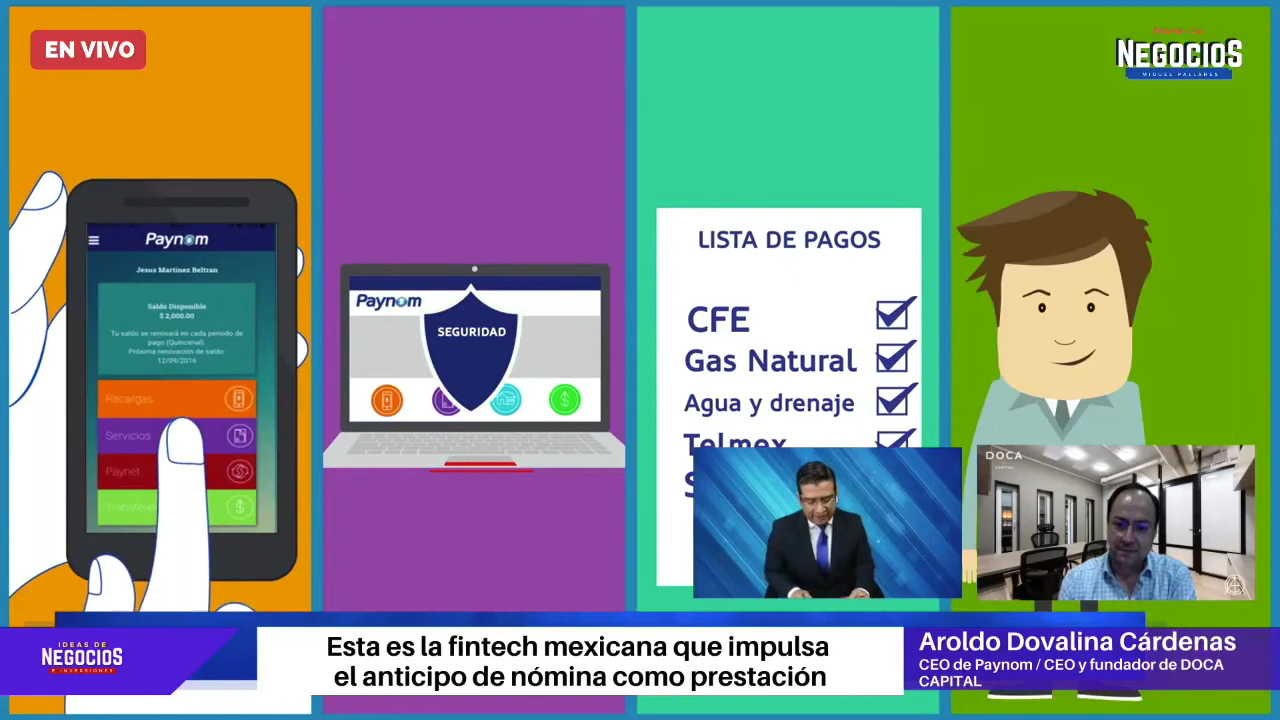 EN VIVO
NEGOCIOS
MIGUEL PALLARES
Paynom
Jesus Martinez Beltran
Saldo Disponible
$ 2,000.00
Tu saldo se renovará en cada periodo de
pago (Quincenal)
Próxima renovación de saldo:
12/09/2016
Recargas
Servicios
Paynet
Paynom
SEGURIDAD
LISTA DE PAGOS
CFE
Gas Natural
Agua y drenaje
Telmex
DOCA
CAPITAL
IDEAS DE
NEGOCIOS
E INVERSIONES
Esta es la fintech mexicana que impulsa
el anticipo de nómina como prestación
Aroldo Dovalina Cárdenas
CEO de Paynom / CEO y fundador de DOCA
CAPITAL